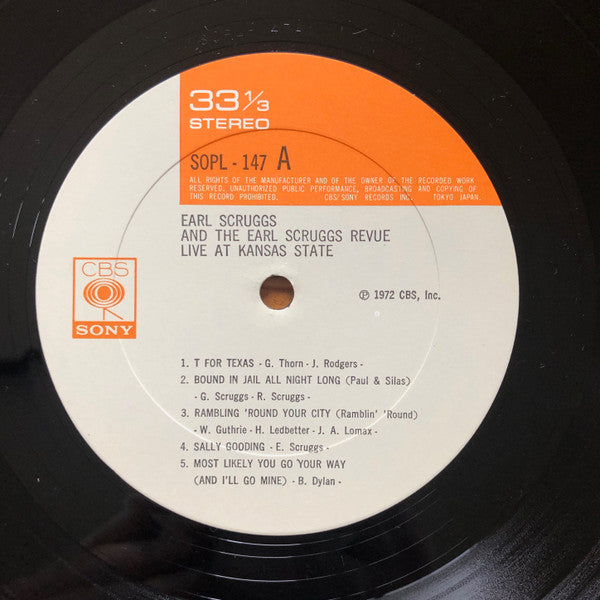 33 1/3
STEREO
SOPL - 147 A
ALL RIGHTS OF THE MANUFACTURER AND OF THE OWNER OF THE RECORDED WORK
RESERVED. UNAUTHORIZED PUBLIC PERFORMANCE, BROADCASTING AND COPYING OF
THIS RECORD PROHIBITED. CBS/SONY RECORDS INC. TOKYO JAPAN.
EARL SCRUGGS
AND THE EARL SCRUGGS REVUE
LIVE AT KANSAS STATE
CBS
SONY
℗ 1972 CBS, Inc.
1. T FOR TEXAS - G. Thorn - J. Rodgers -
2. BOUND IN JAIL ALL NIGHT LONG (Paul & Silas)
- G. Scruggs - R. Scruggs -
3. RAMBLING 'ROUND YOUR CITY (Ramblin' 'Round)
- W. Guthrie - H. Ledbetter - J. A. Lomax -
4. SALLY GOODING - E. Scruggs -
5. MOST LIKELY YOU GO YOUR WAY
(AND I'LL GO MINE) - B. Dylan -